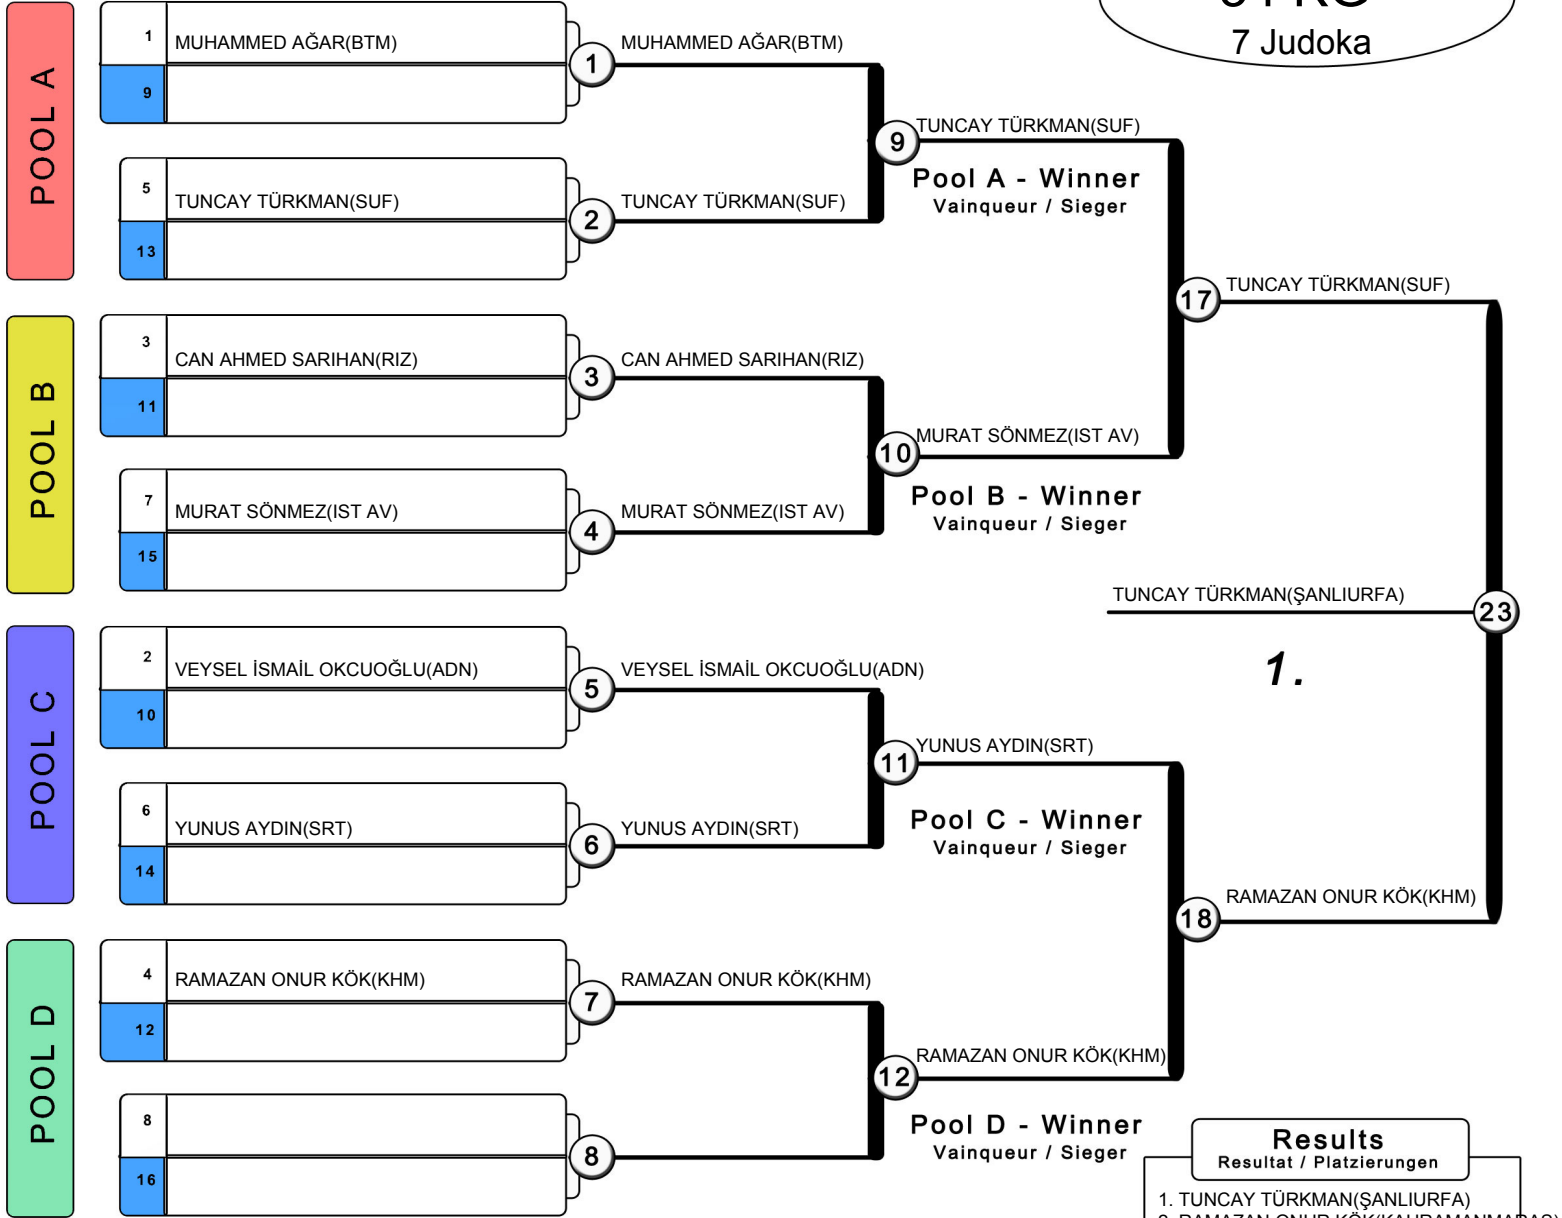 7 Judoka
POOL A
1
MUHAMMED AĞAR(BTM)
9
1
MUHAMMED AĞAR(BTM)
5
TUNCAY TÜRKMAN(SUF)
13
2
TUNCAY TÜRKMAN(SUF)
9
TUNCAY TÜRKMAN(SUF)
Pool A - Winner
Vainqueur / Sieger
POOL B
3
CAN AHMED SARIHAN(RIZ)
11
3
CAN AHMED SARIHAN(RIZ)
7
MURAT SÖNMEZ(IST AV)
15
4
MURAT SÖNMEZ(IST AV)
10
MURAT SÖNMEZ(IST AV)
Pool B - Winner
Vainqueur / Sieger
17
TUNCAY TÜRKMAN(SUF)
TUNCAY TÜRKMAN(ŞANLIURFA)
23
1.
POOL C
2
VEYSEL İSMAİL OKCUOĞLU(ADN)
10
5
VEYSEL İSMAİL OKCUOĞLU(ADN)
6
YUNUS AYDIN(SRT)
14
6
YUNUS AYDIN(SRT)
11
YUNUS AYDIN(SRT)
Pool C - Winner
Vainqueur / Sieger
18
RAMAZAN ONUR KÖK(KHM)
POOL D
4
RAMAZAN ONUR KÖK(KHM)
12
7
RAMAZAN ONUR KÖK(KHM)
8
16
8
12
RAMAZAN ONUR KÖK(KHM)
Pool D - Winner
Vainqueur / Sieger
Results
Resultat / Platzierungen
1. TUNCAY TÜRKMAN(ŞANLIURFA)
2. RAMAZAN ONUR KÖK(KAHRAMANMARAŞ)